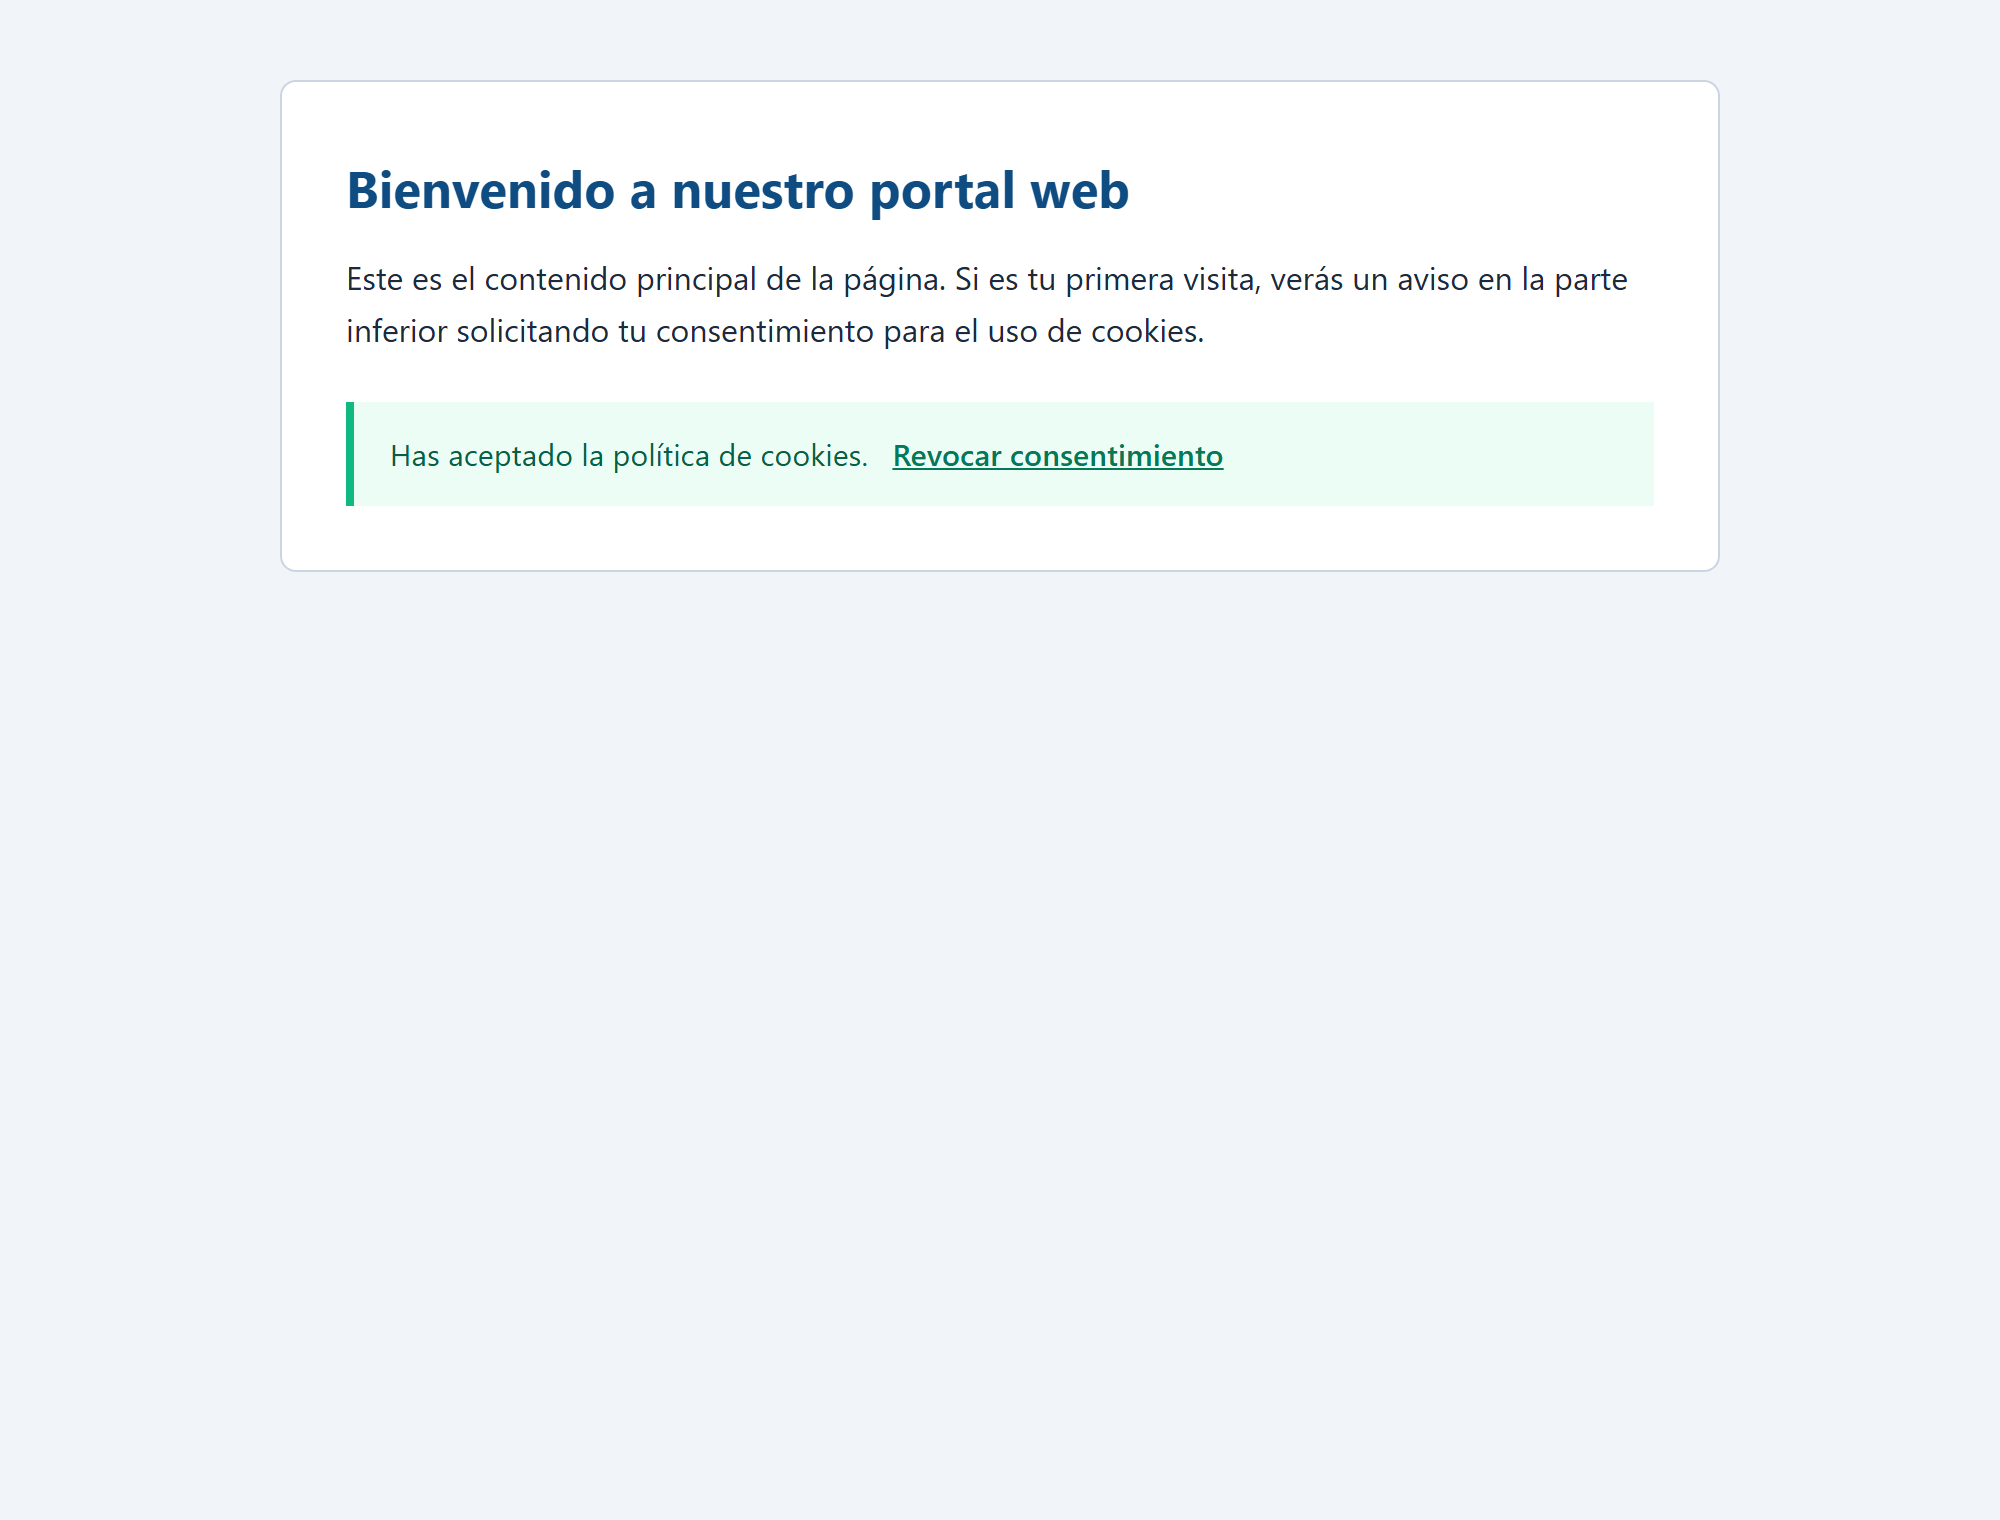 Bienvenido a nuestro portal web
Este es el contenido principal de la página. Si es tu primera visita, verás un aviso en la parte
inferior solicitando tu consentimiento para el uso de cookies.
Has aceptado la política de cookies. Revocar consentimiento